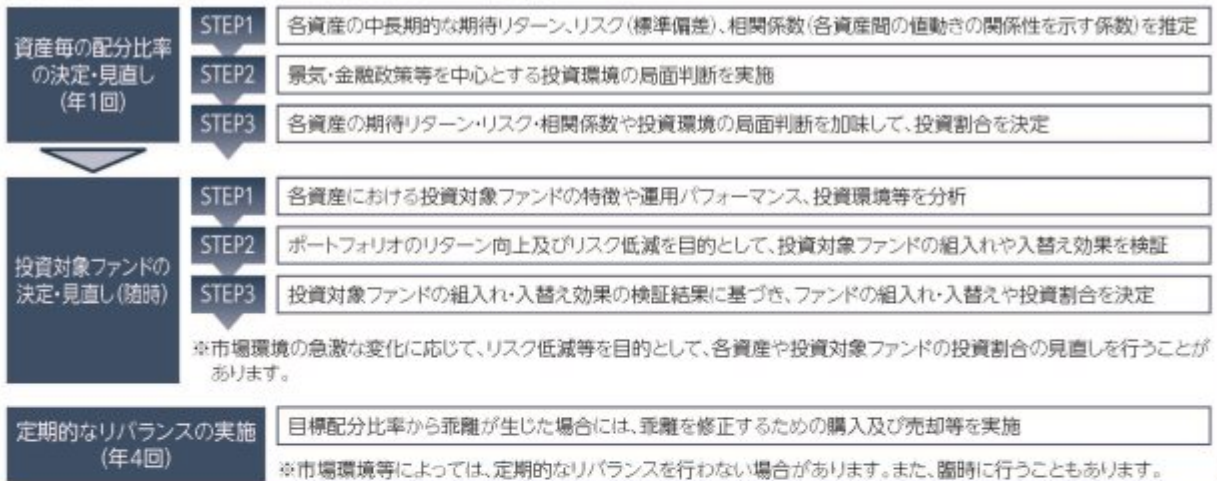 資産毎の配分比率
の決定・見直し
(年1回)
STEP1
各資産の中長期的な期待リターン、リスク(標準偏差)、相関係数(各資産間の値動きの関係性を示す係数)を推定
STEP2
景気・金融政策等を中心とする投資環境の局面判断を実施
STEP3
各資産の期待リターン・リスク・相関係数や投資環境の局面判断を加味して、投資割合を決定
投資対象ファンドの
決定・見直し(随時)
STEP1
各資産における投資対象ファンドの特徴や運用パフォーマンス、投資環境等を分析
STEP2
ポートフォリオのリターン向上及びリスク低減を目的として、投資対象ファンドの組入れや入替え効果を検証
STEP3
投資対象ファンドの組入れ・入替え効果の検証結果に基づき、ファンドの組入れ・入替えや投資割合を決定
※市場環境の急激な変化に応じて、リスク低減等を目的として、各資産や投資対象ファンドの投資割合の見直しを行うことが
あります。
定期的なリバランスの実施
(年4回)
目標配分比率から乖離が生じた場合には、乖離を修正するための購入及び売却等を実施
※市場環境等によっては、定期的なリバランスを行わない場合があります。また、臨時に行うこともあります。